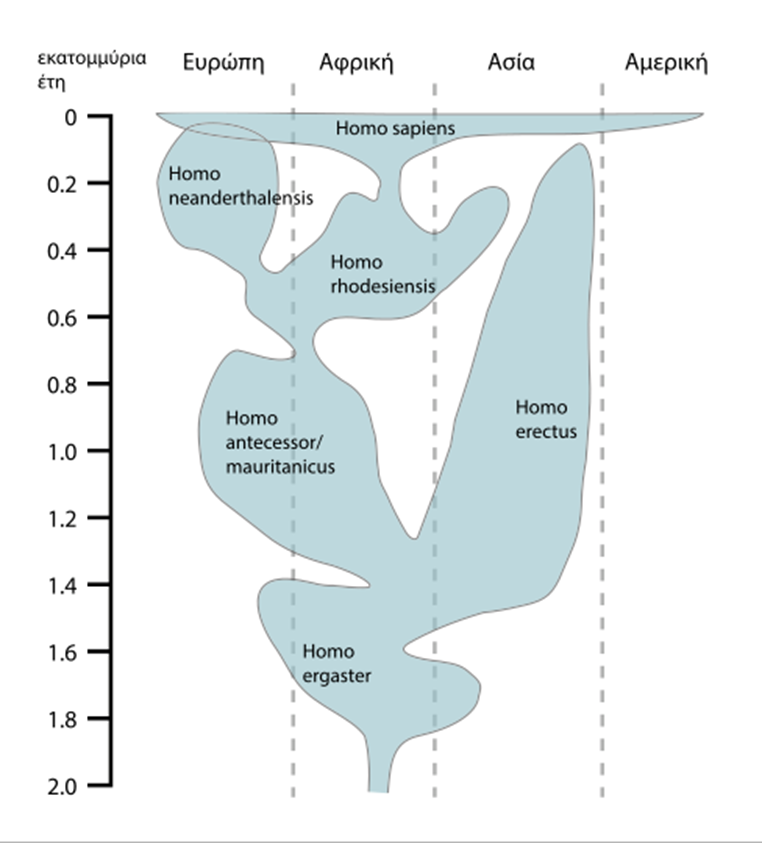 εκατομμύρια
έτη
Ευρώπη
Αφρική
Ασία
Αμερική
0
0.2
0.4
0.6
0.8
1.0
1.2
1.4
1.6
1.8
2.0
Homo sapiens
Homo
neanderthalensis
Homo
rhodesiensis
Homo
antecessor/
mauritanicus
Homo
erectus
Homo
ergaster